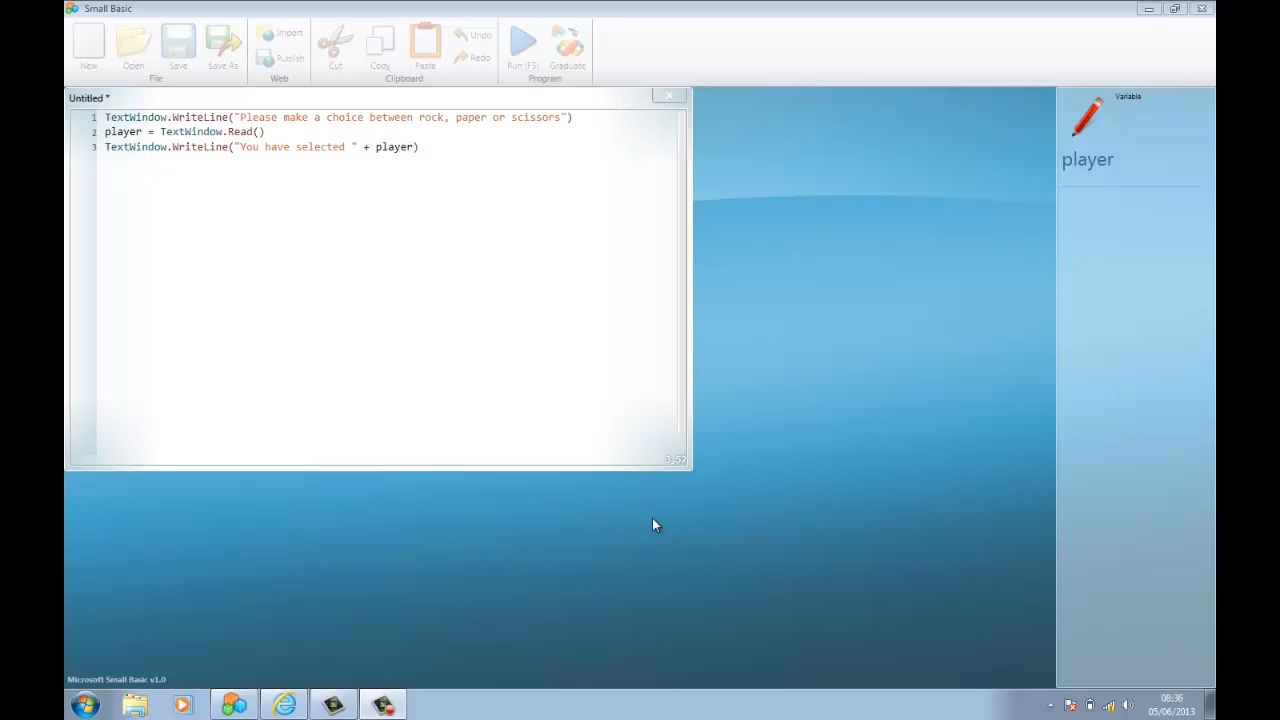 Small Basic
New
Open
Save
Save As
Import
Publish
Cut
Copy
Paste
Undo
Redo
Run (F5)
Graduate
File
Web
Clipboard
Program
Untitled *
1 TextWindow.WriteLine("Please make a choice between rock, paper or scissors")
2 player = TextWindow.Read()
3 TextWindow.WriteLine("You have selected " + player)
3,52
Variable
player
Microsoft Small Basic v1.0
08:36
05/06/2013